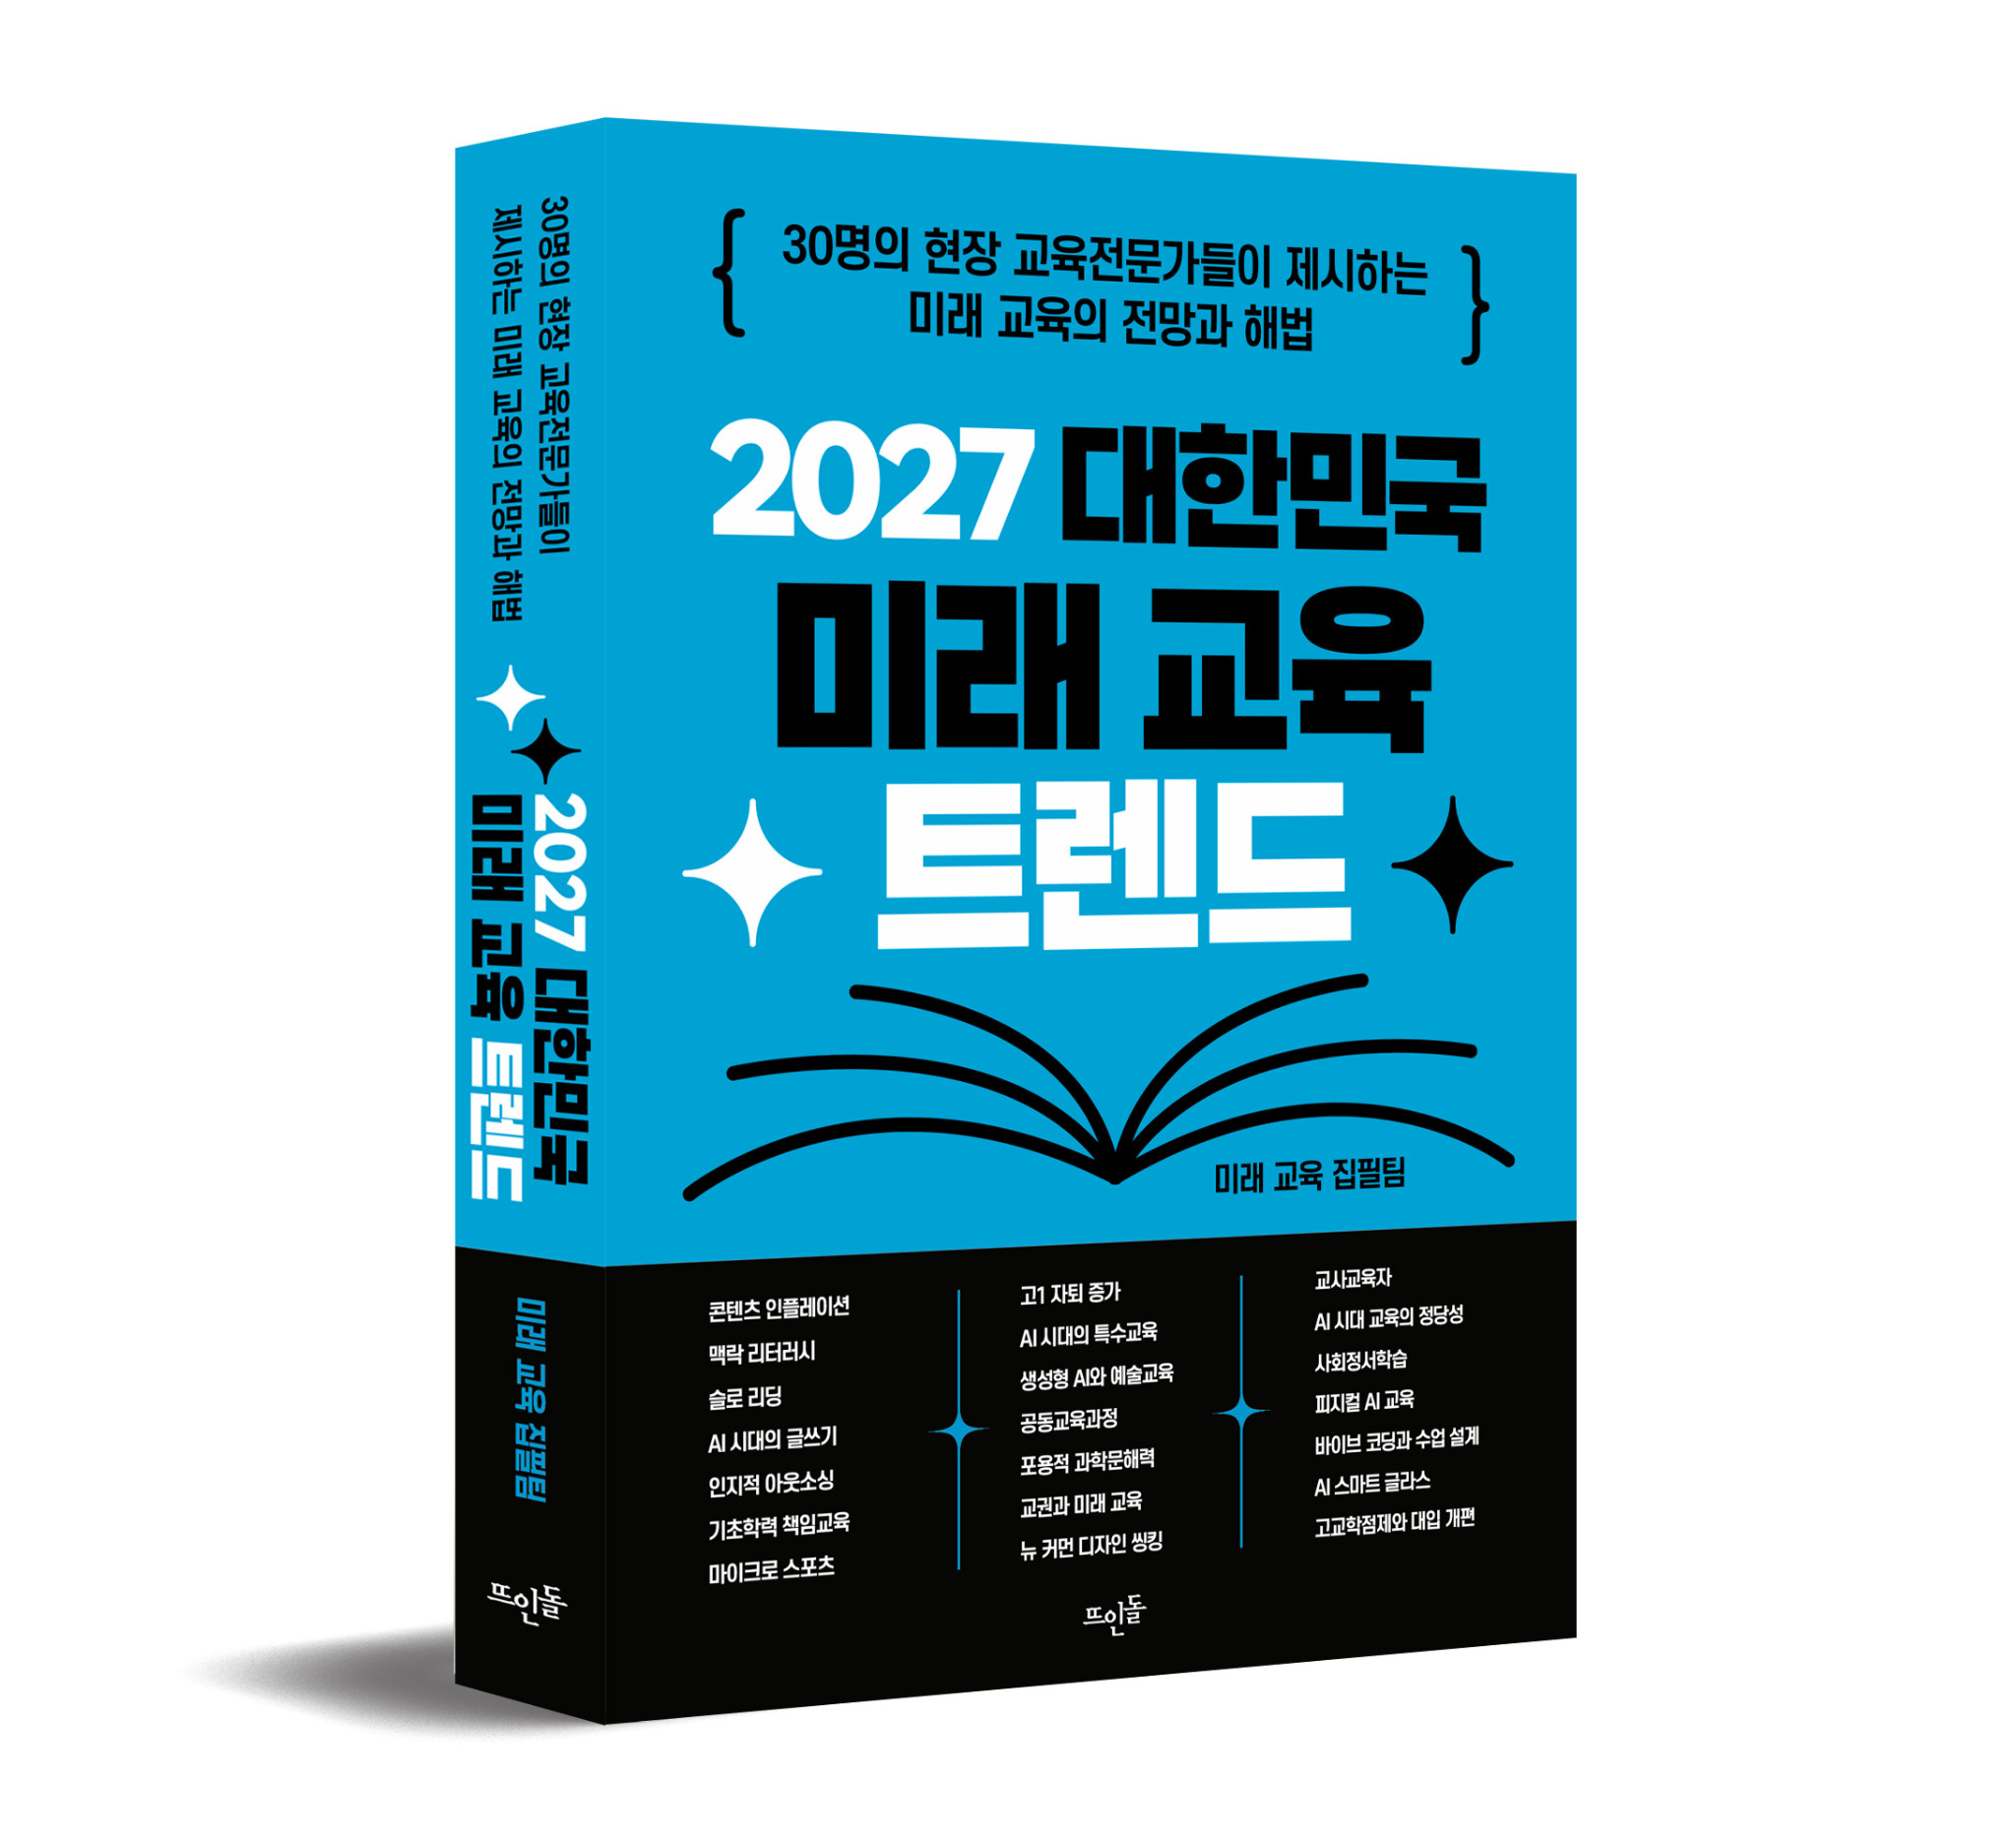 30명의 현장 교육전문가들이
제시하는 미래 교육의 전망과 해법
2027 대한민국
미래 교육 트렌드
미래 교육 집필팀
뜨인돌
30명의 현장 교육전문가들이 제시하는
미래 교육의 전망과 해법
2027 대한민국
미래 교육
트렌드
미래 교육 집필팀
콘텐츠 인플레이션
맥락 리터러시
슬로 리딩
AI 시대의 글쓰기
인지적 아웃소싱
기초학력 책임교육
마이크로 스포츠
고1 자퇴 증가
AI 시대의 특수교육
생성형 AI와 예술교육
공동교육과정
포용적 과학문해력
교권과 미래 교육
뉴 커먼 디자인 씽킹
교사교육자
AI 시대 교육의 정당성
사회정서학습
피지컬 AI 교육
바이브 코딩과 수업 설계
AI 스마트 글라스
고교학점제와 대입 개편
뜨인돌